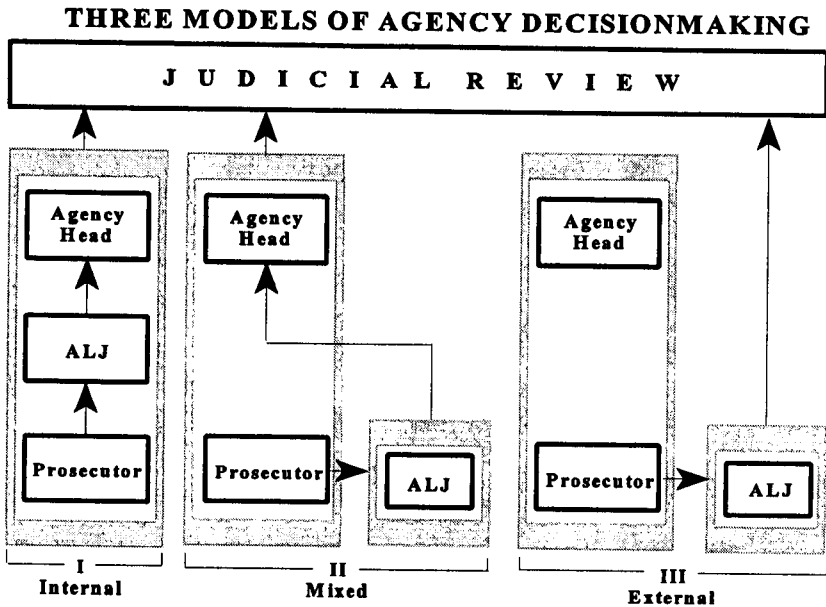 THREE MODELS OF AGENCY DECISIONMAKING
JUDICIAL REVIEW
Agency
Head
ALJ
Prosecutor
I
Internal
Agency
Head
Prosecutor
ALJ
II
Mixed
Agency
Head
Prosecutor
ALJ
III
External